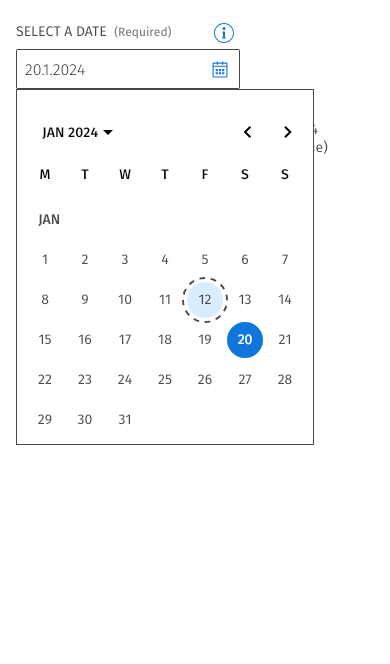 SELECT A DATE (Required)
20.1.2024
JAN 2024
e)
M T W T F S S
JAN
1 2 3 4 5 6 7
8 9 10 11 12 13 14
15 16 17 18 19 20 21
22 23 24 25 26 27 28
29 30 31